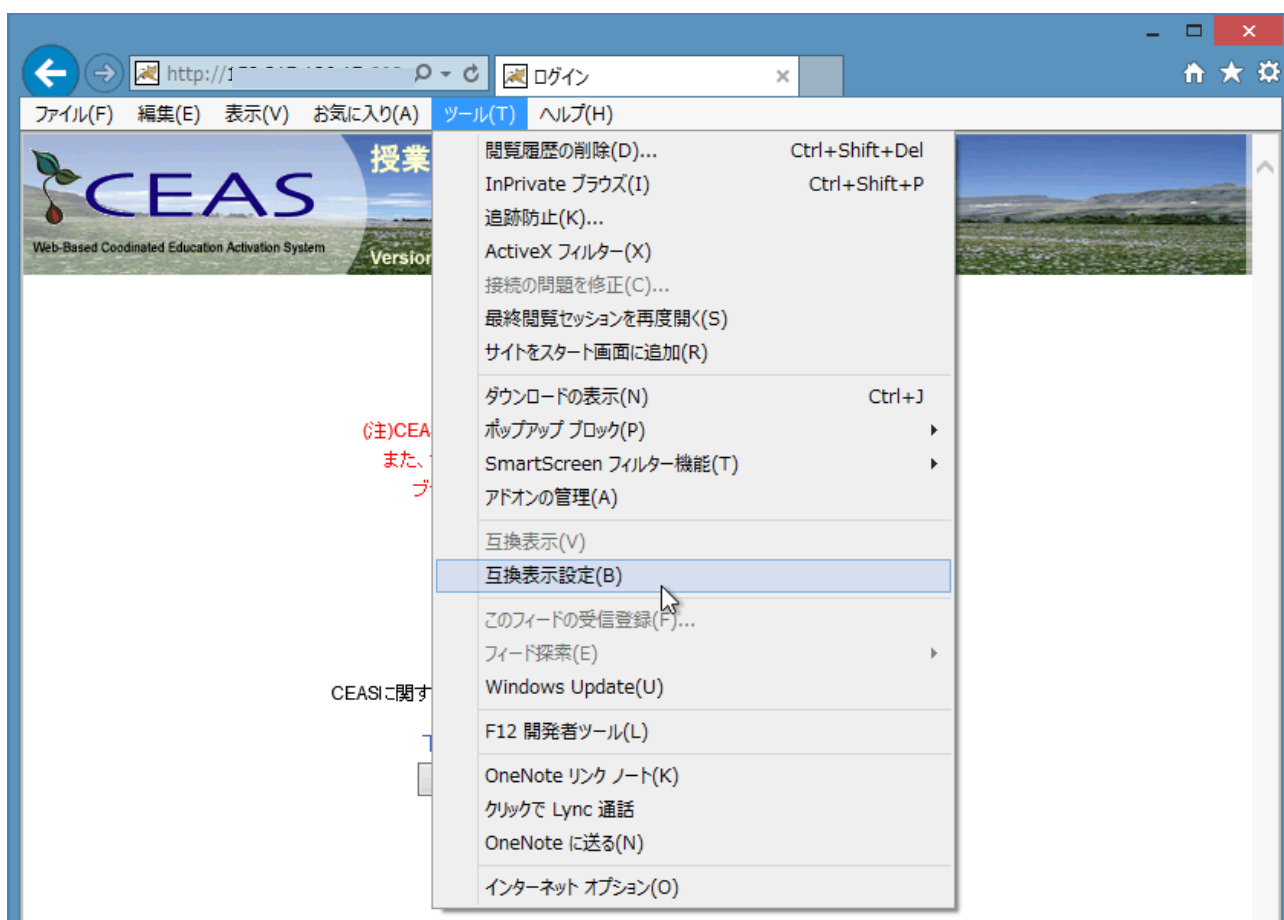 http://
ログイン
ファイル(F) 編集(E) 表示(V) お気に入り(A) ツール(T) ヘルプ(H)
授業
CEAS
Web-Based Coodinated Education Activation System
Version
閲覧履歴の削除(D)... Ctrl+Shift+Del
InPrivate ブラウズ(I) Ctrl+Shift+P
追跡防止(K)...
ActiveX フィルター(X)
接続の問題を修正(C)...
最終閲覧セッションを再度開く(S)
サイトをスタート画面に追加(R)
ダウンロードの表示(N) Ctrl+J
(注)CEA
ポップアップ ブロック(P)
また、
SmartScreen フィルター機能(T)
ブ
アドオンの管理(A)
互換表示(V)
互換表示設定(B)
このフィードの受信登録(F)...
フィード探索(E)
CEASに関す
Windows Update(U)
F12 開発者ツール(L)
OneNote リンク ノート(K)
クリックで Lync 通話
OneNote に送る(N)
インターネット オプション(O)